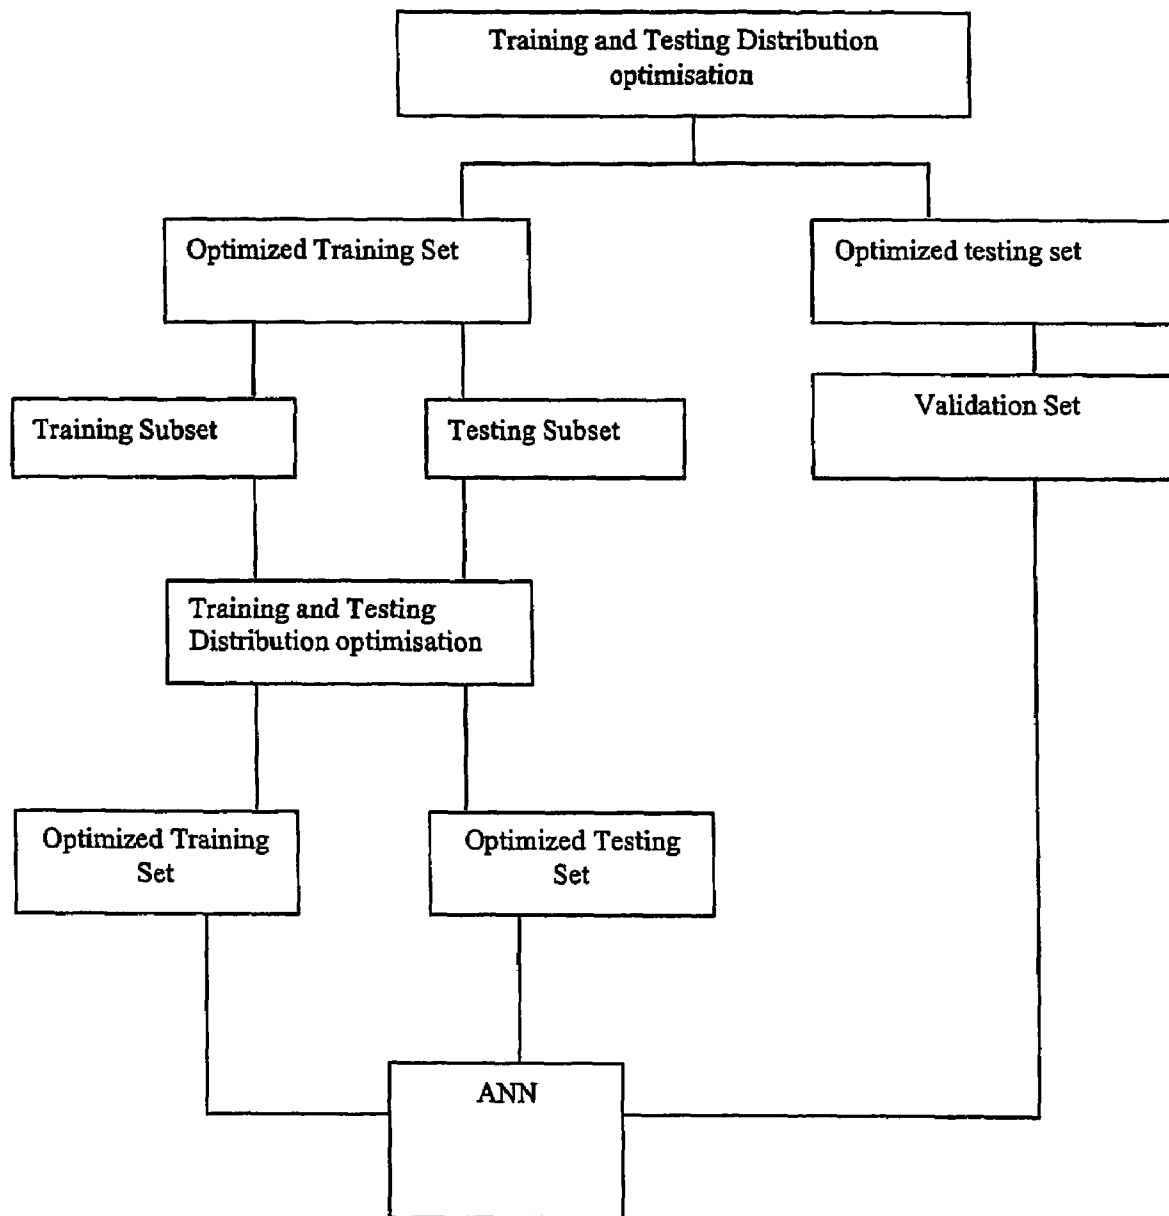 Training and Testing Distribution
optimisation
Optimized Training Set
Optimized testing set
Training Subset
Testing Subset
Validation Set
Training and Testing
Distribution optimisation
Optimized Training
Set
Optimized Testing
Set
ANN